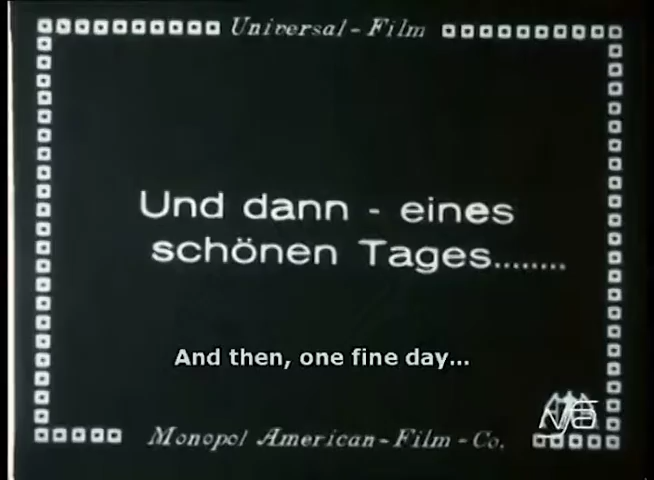 Universal-Film
Und dann - eines
schönen Tages........
And then, one fine day...
Monopol American-Film-Co.